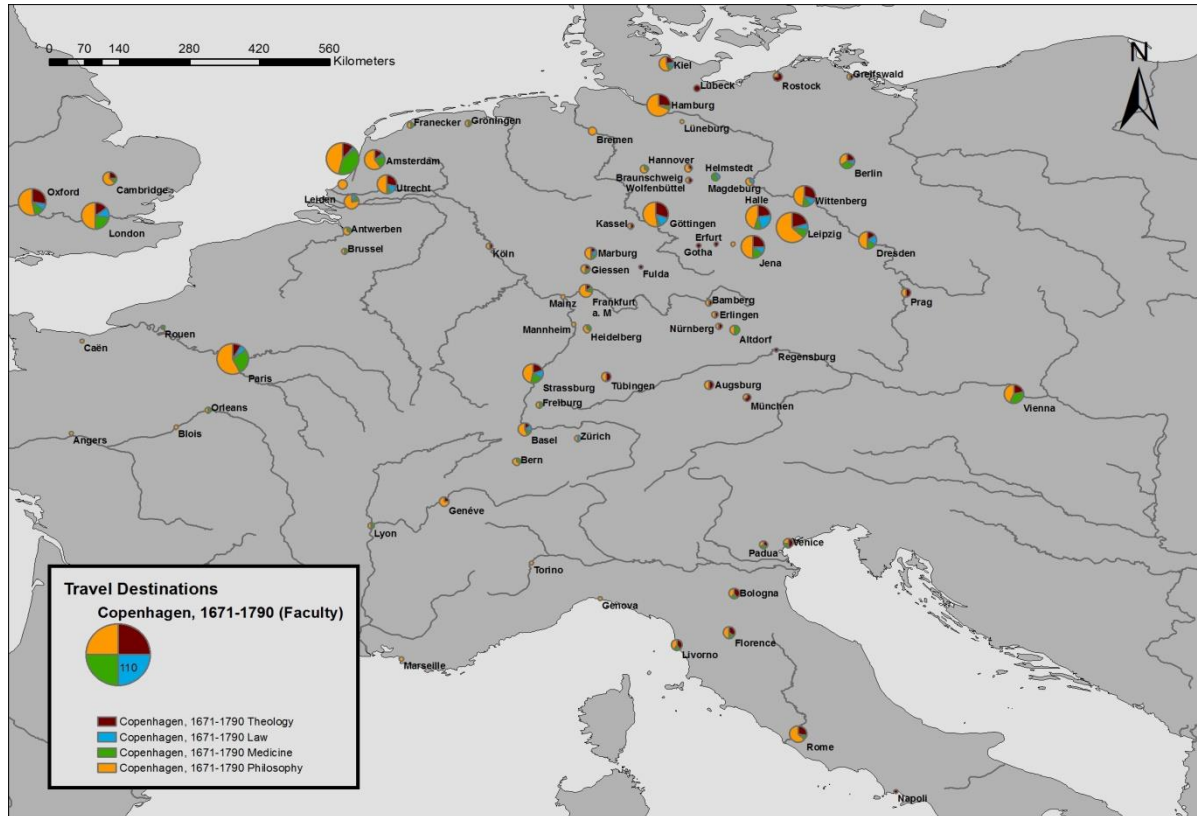 0 70 140 280 420 560
Kilometers
N
Kiel
Lübeck
Rostock
Greifswald
Hamburg
Lüneburg
Franecker
Groningen
Bremen
Amsterdam
Hannover
Helmstedt
Berlin
Oxford
Cambridge
Utrecht
Braunschweig
Wolfenbüttel
Magdeburg
Leiden
Halle
Wittenberg
London
Antwerben
Kassel
Göttingen
Leipzig
Brussel
Köln
Marburg
Erfurt
Gotha
Jena
Dresden
Giessen
Fulda
Mainz
Frankfurt
a. M
Bamberg
Prag
Erlingen
Rouen
Mannheim
Heidelberg
Nürnberg
Altdorf
Caën
Regensburg
Paris
Strassburg
Tübingen
Augsburg
München
Vienna
Orleans
Freiburg
Angers
Blois
Basel
Zürich
Bern
Genéve
Lyon
Padua
Venice
Torino
Bologna
Genova
Florence
Livorno
Marseille
Rome
Napoli
Travel Destinations
Copenhagen, 1671-1790 (Faculty)
110
Copenhagen, 1671-1790 Theology
Copenhagen, 1671-1790 Law
Copenhagen, 1671-1790 Medicine
Copenhagen, 1671-1790 Philosophy